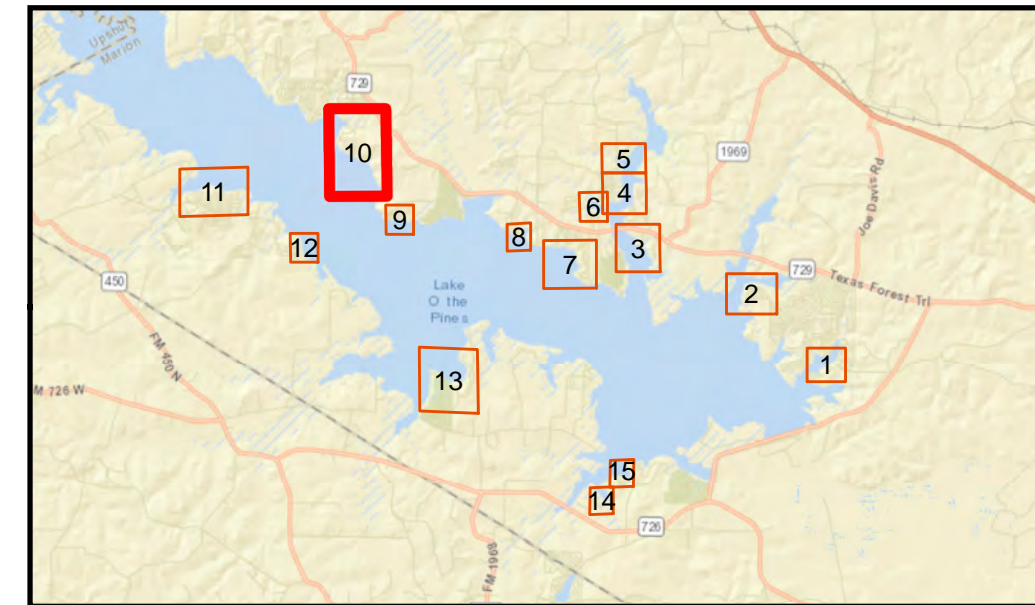 Upshur
Marion
729
10
5
1969
4
11
6
9
8
3
12
7
Joe Davis Rd
450
Lake
O the
Pines
2
729
Texas Forest Trl
FM 450 N
1
13
M 726 W
15
14
726
FM 1968